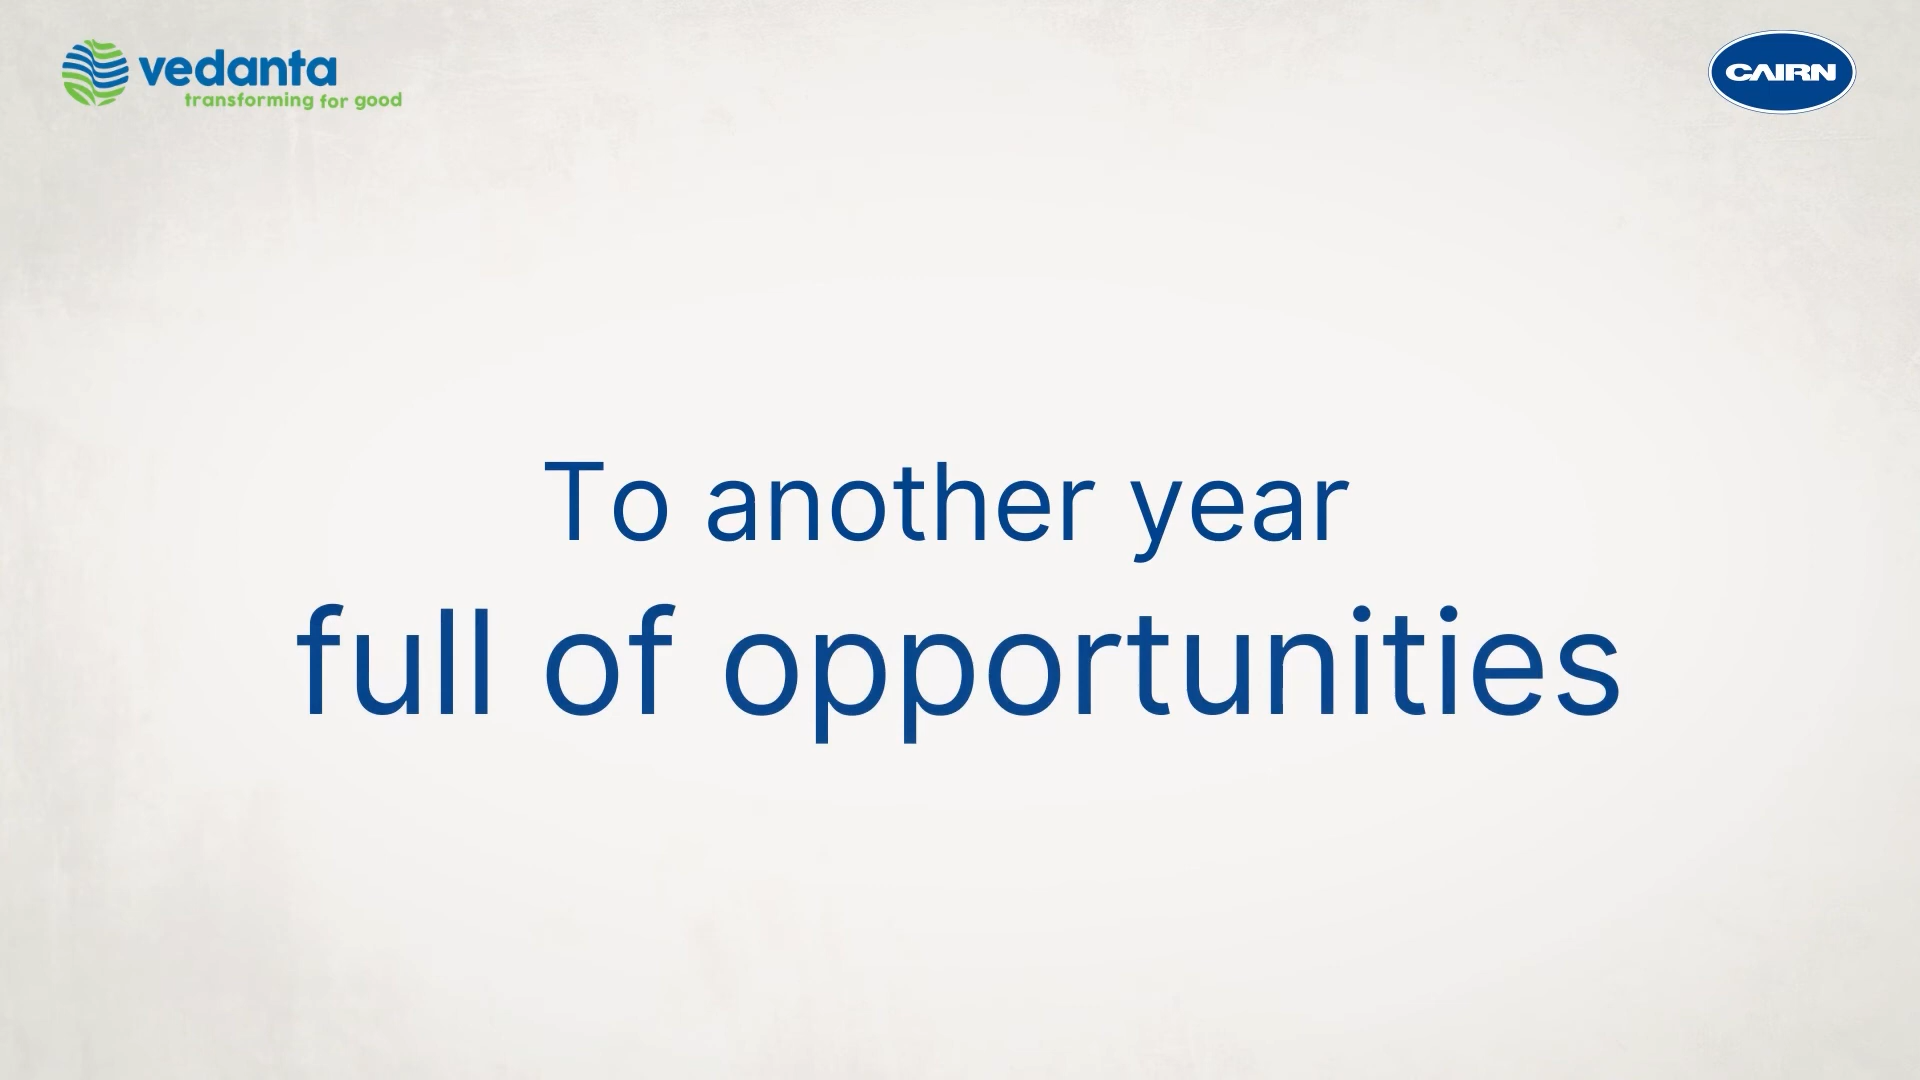 vedanta
transforming for good
CAIRN
To another year
full of opportunities